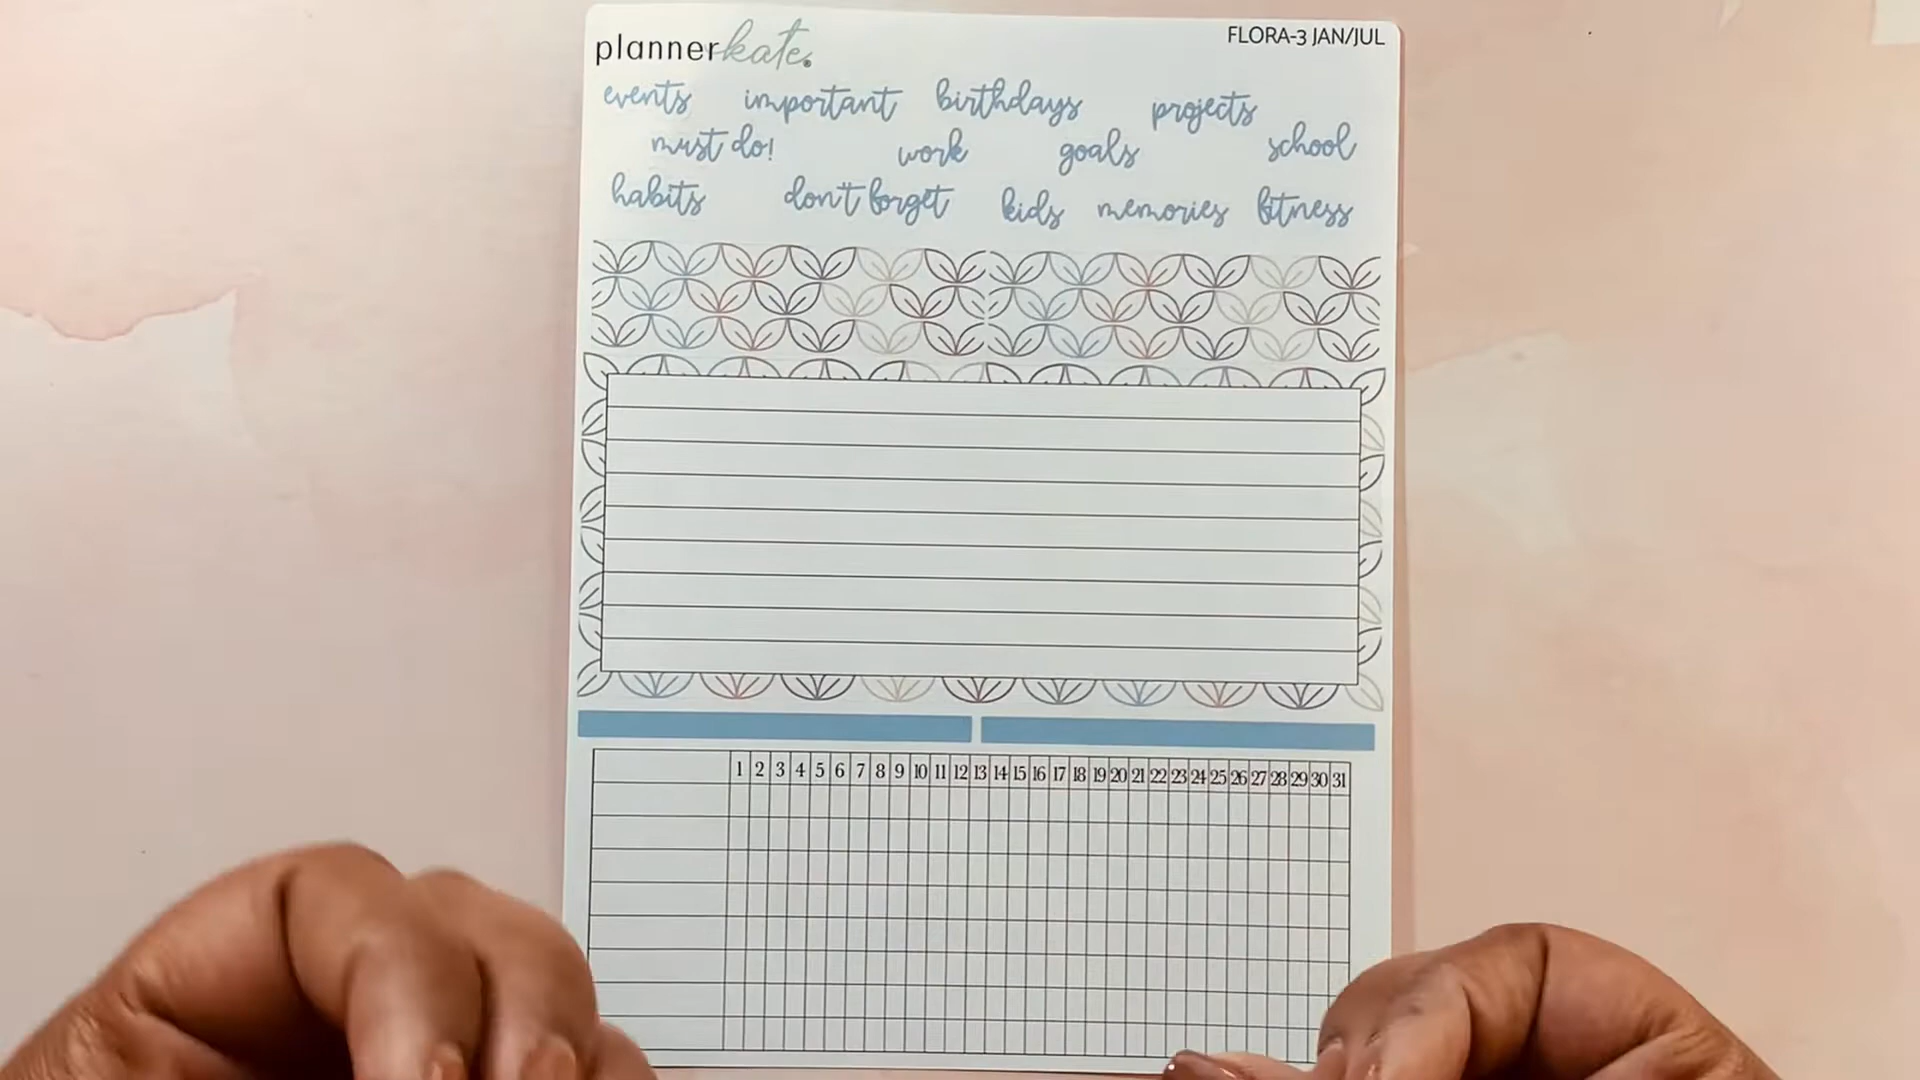 plannerkate®
FLORA-3 JAN/JUL
events important birthdays projects
must do! work goals school
habits don't forget kids memories fitness
1 2 3 4 5 6 7 8 9 10 11 12 13 14 15 16 17 18 19 20 21 22 23 24 25 26 27 28 29 30 31